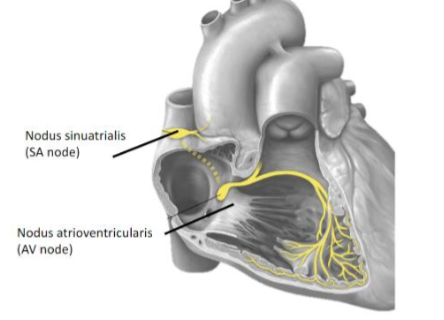 Nodus sinuatrialis
(SA node)
Nodus atrioventricularis
(AV node)